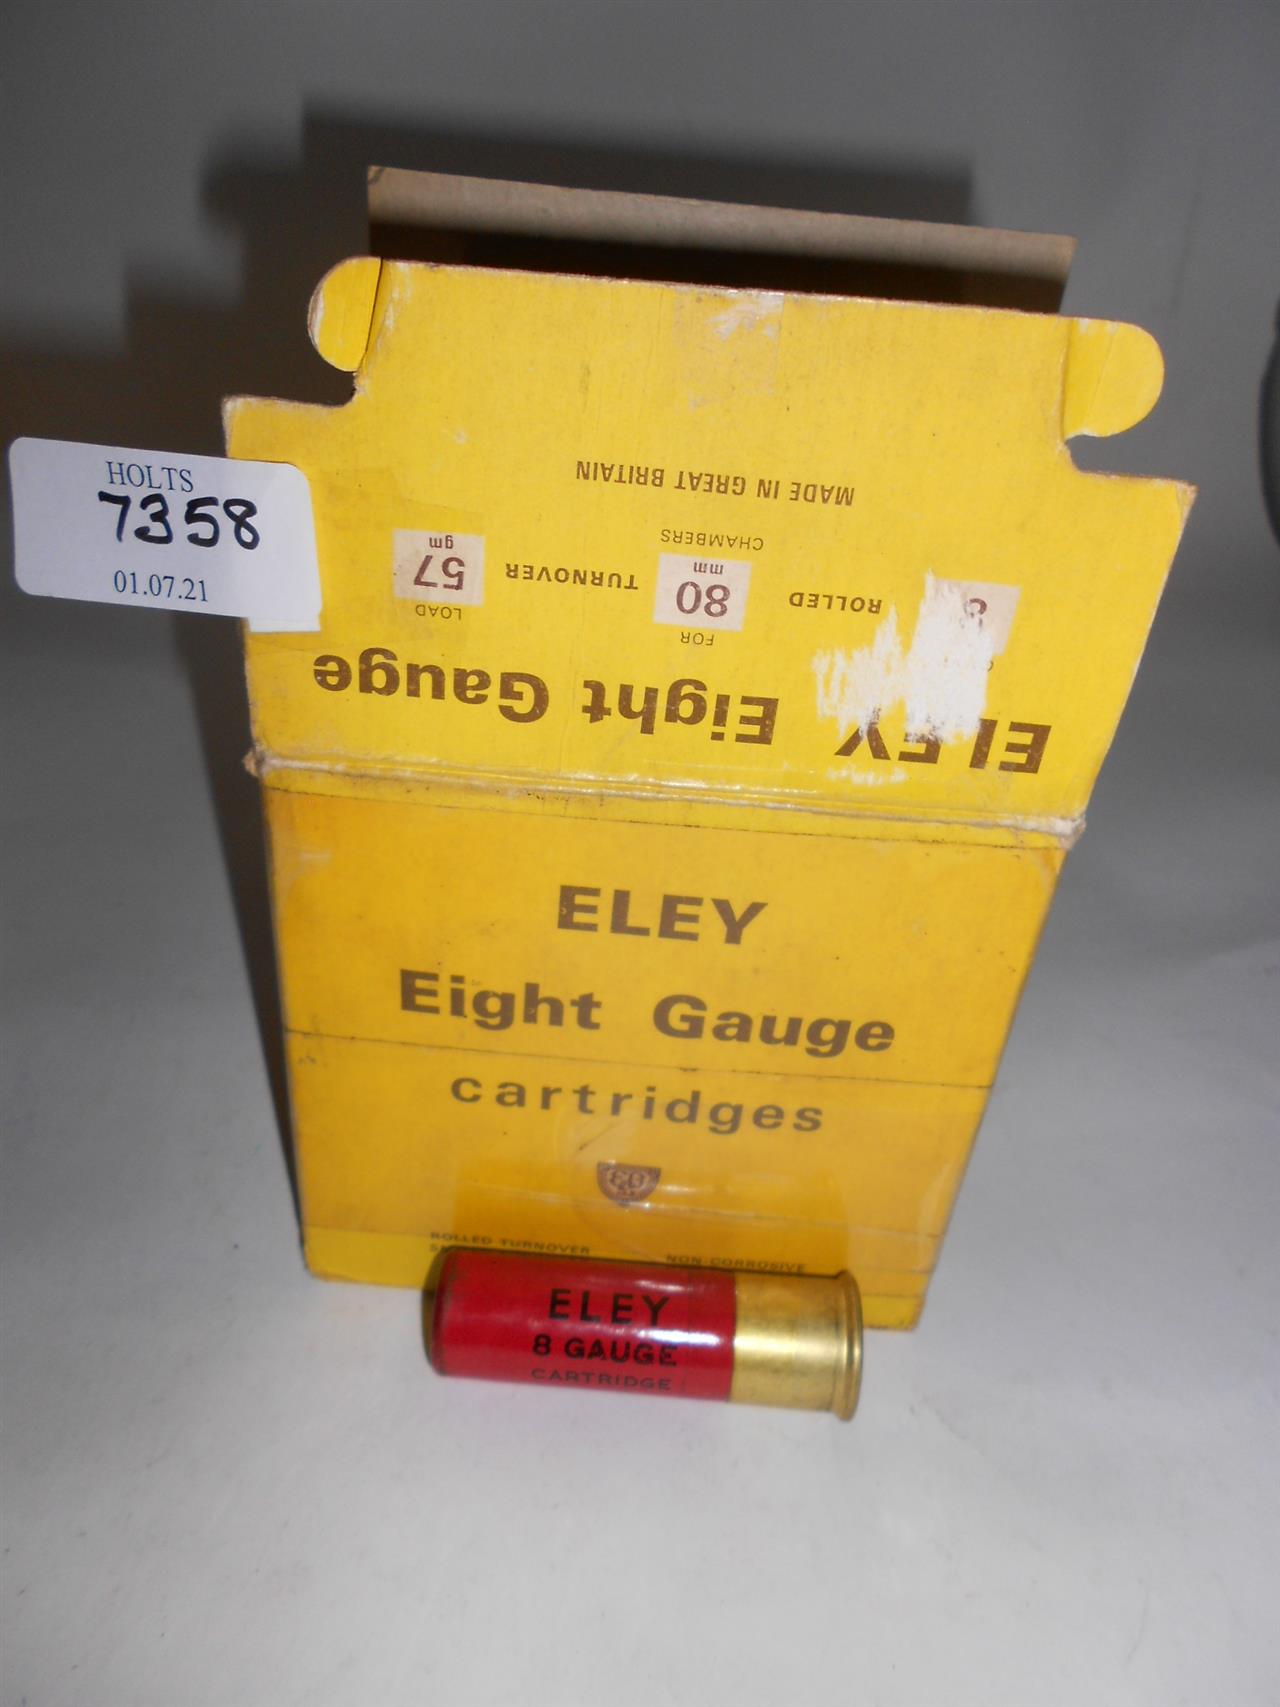 HOLTS
7358
01.07.21
ELEY Eight Gauge
FOR LOAD
ROLLED 80 mm TURNOVER 57 gm
CHAMBERS
MADE IN GREAT BRITAIN
ELEY
Eight Gauge
cartridges
ROLLED TURNOVER
NON-CORROSIVE
ELEY
8 GAUGE
CARTRIDGE